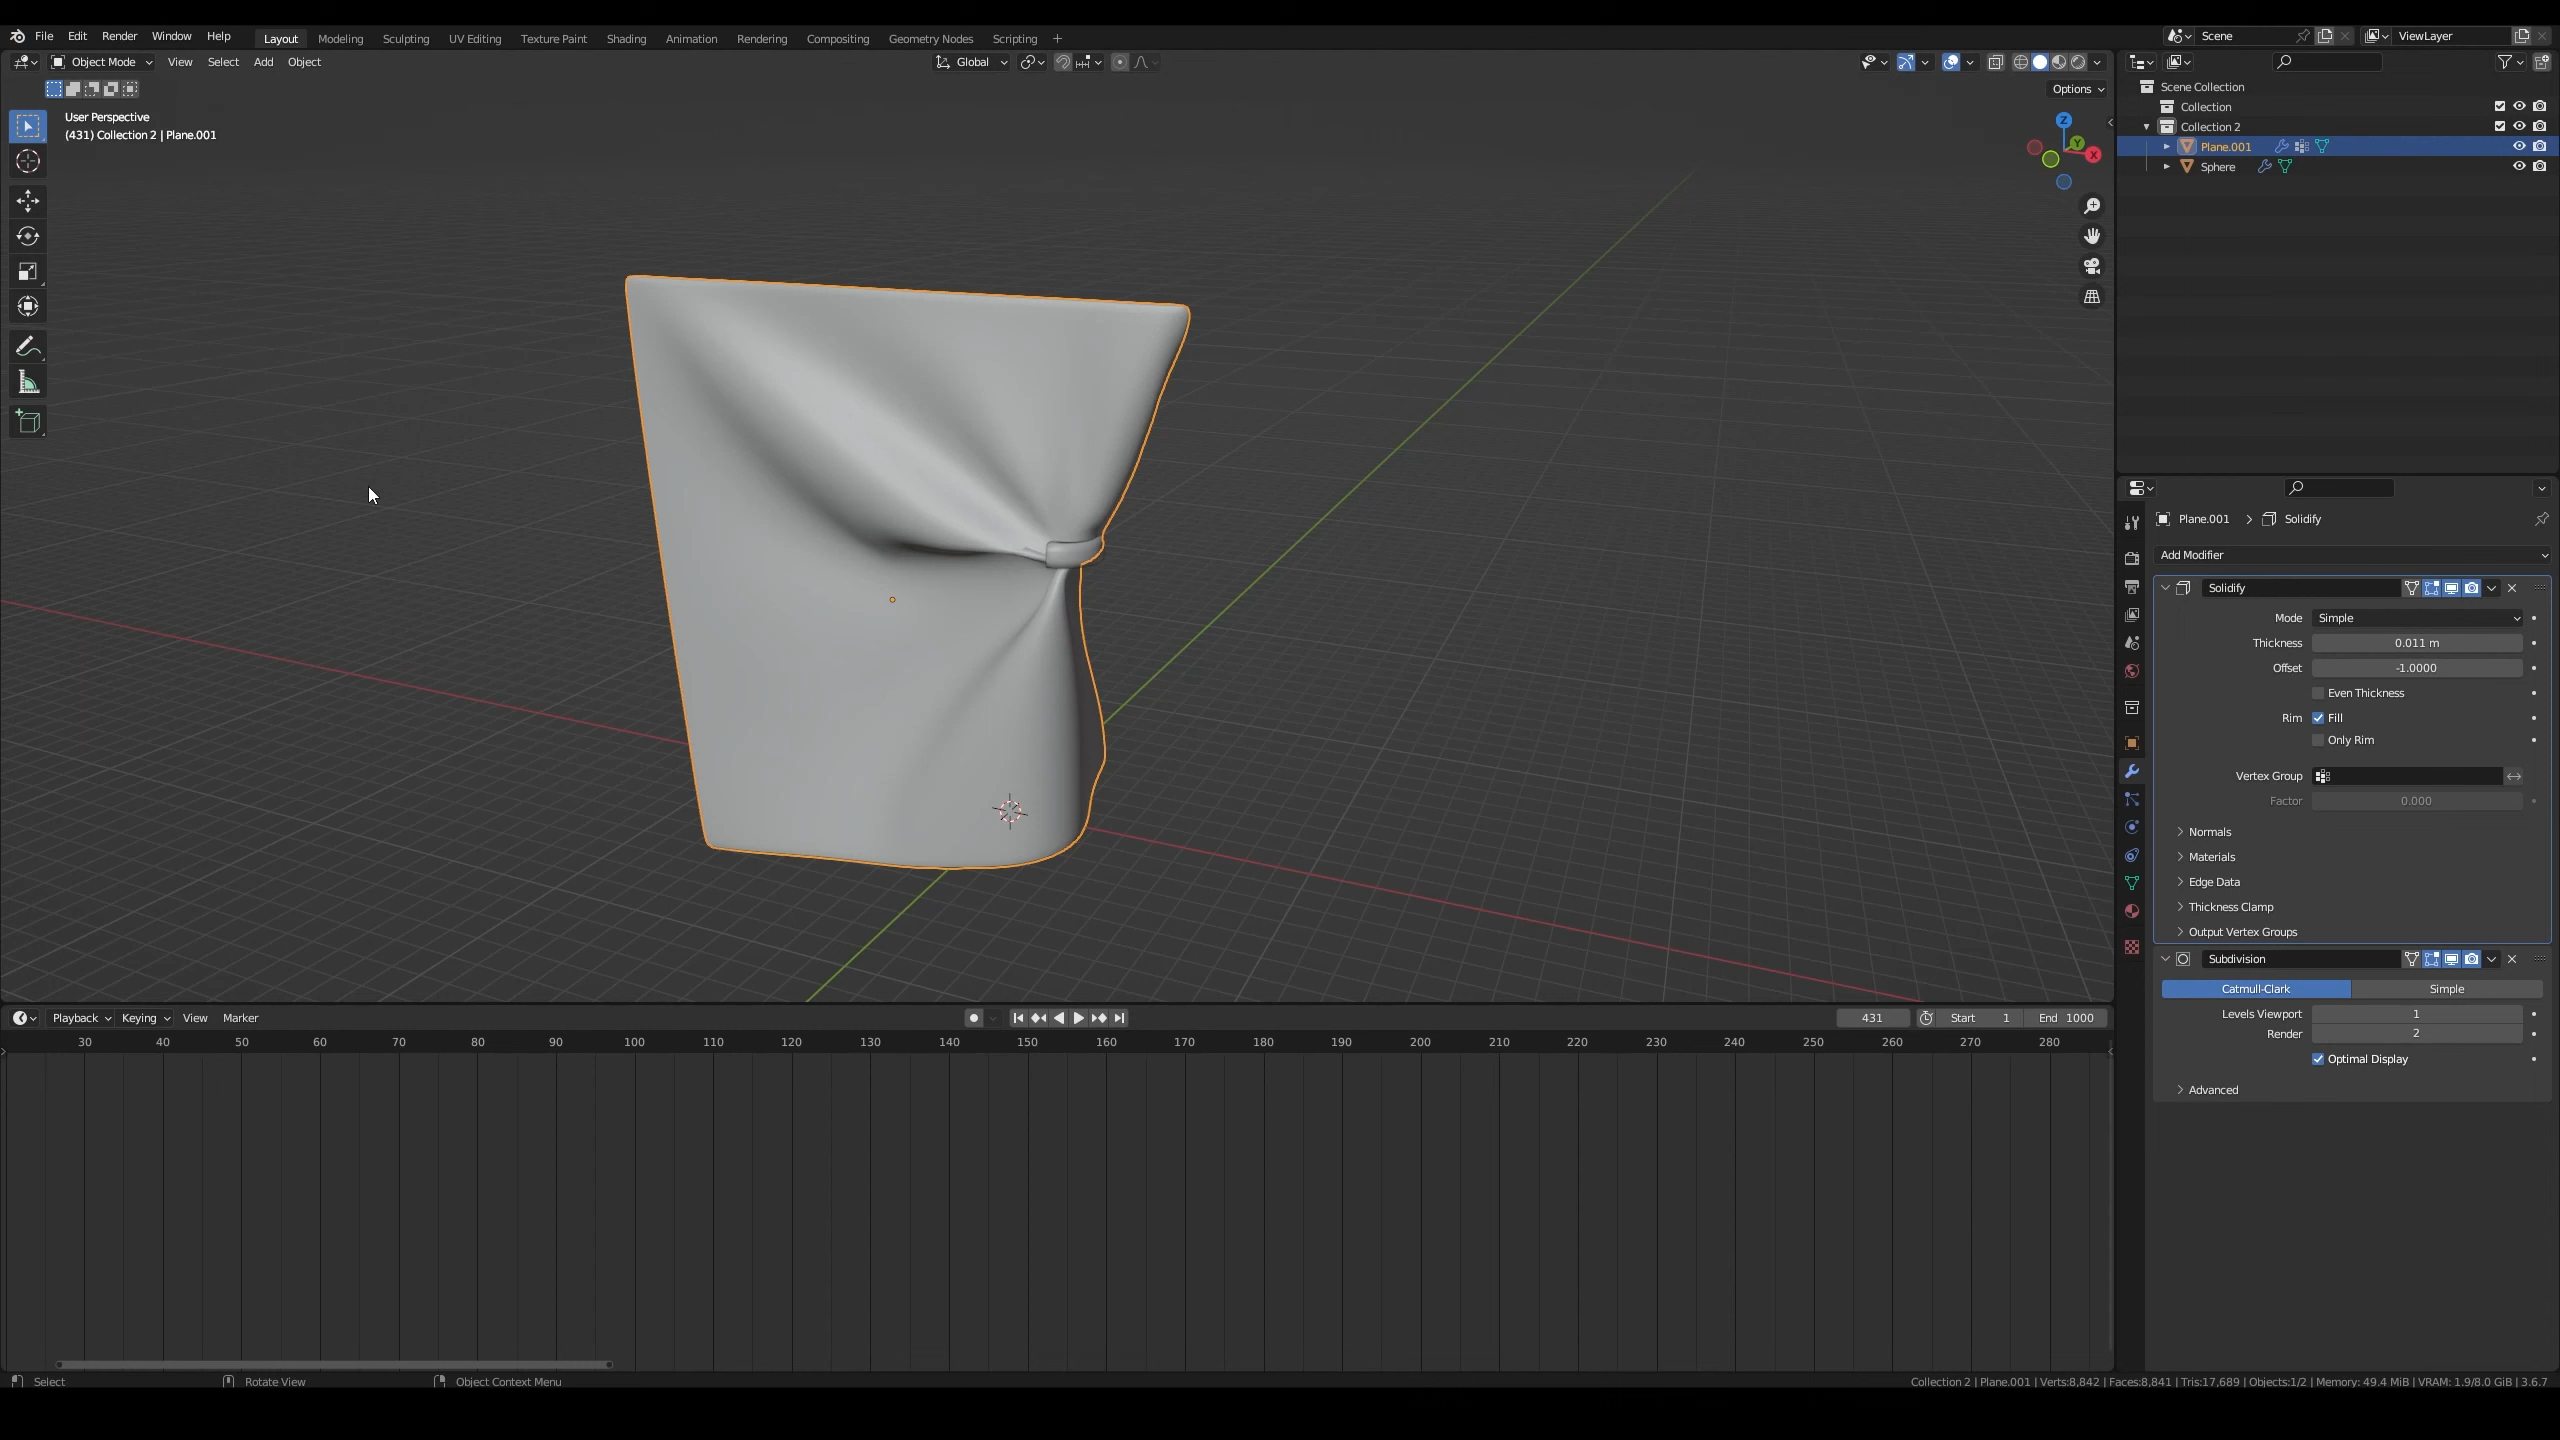 File Edit Render Window Help Layout Modeling Sculpting UV Editing Texture Paint Shading Animation Rendering Compositing Geometry Nodes Scripting Scene ViewLayer
Object Mode View Select Add Object Global
Options
User Perspective
(431) Collection 2 | Plane.001
Z
Y
X
Scene Collection
Collection
Collection 2
Plane.001
Sphere
Plane.001 Solidify
Add Modifier
Solidify
Mode Simple
Thickness 0.011 m
Offset -1.0000
Even Thickness
Rim Fill
Only Rim
Vertex Group
Factor 0.000
Normals
Materials
Edge Data
Thickness Clamp
Output Vertex Groups
Subdivision
Catmull-Clark Simple
Levels Viewport 1
Render 2
Optimal Display
Advanced
Playback Keying View Marker 431 Start 1 End 1000
30 40 50 60 70 80 90 100 110 120 130 140 150 160 170 180 190 200 210 220 230 240 250 260 270 280
Select Rotate View Object Context Menu Collection 2 | Plane.001 | Verts:8,842 | Faces:8,841 | Tris:17,689 | Objects:1/2 | Memory: 49.4 MiB | VRAM: 1.9/8.0 GiB | 3.6.7